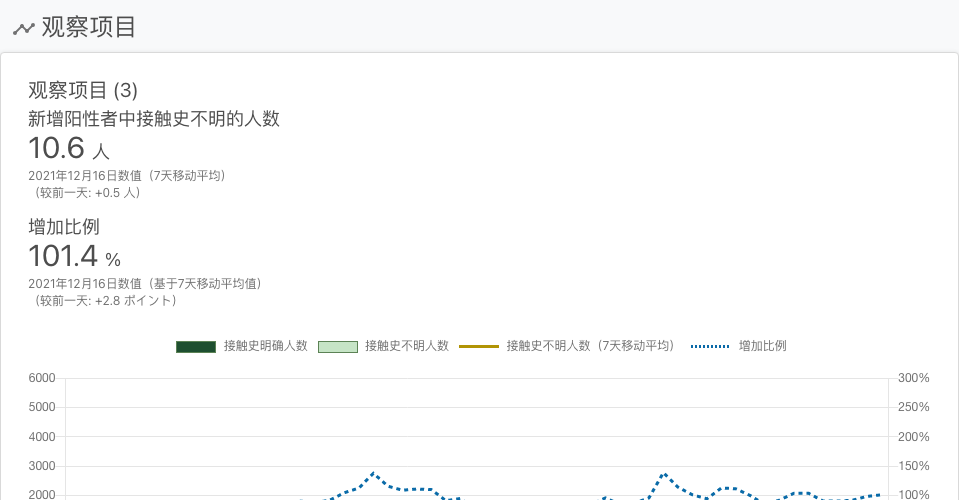 观察项目
观察项目 (3)
新增阳性者中接触史不明的人数
10.6 人
2021年12月16日数值（7天移动平均）
（较前一天: +0.5 人）
增加比例
101.4 %
2021年12月16日数值（基于7天移动平均值）
（较前一天: +2.8 ポイント）
接触史明确人数 接触史不明人数 接触史不明人数（7天移动平均） 增加比例
6000 300%
5000 250%
4000 200%
3000 150%
2000 100%